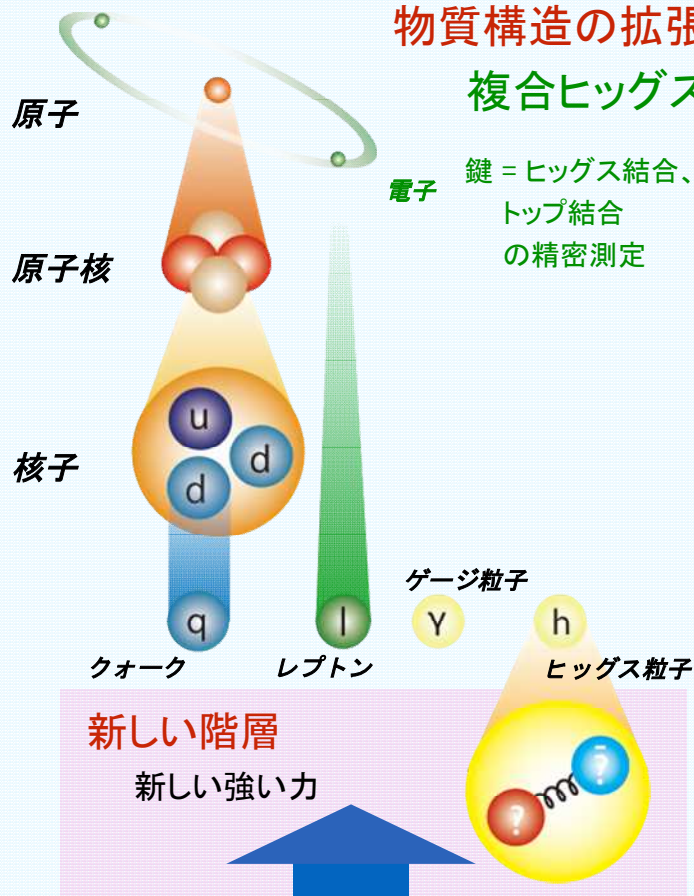 物質構造の拡張
複合ヒッグス
原子
電子
鍵 = ヒッグス結合、
トップ結合
の精密測定
原子核
u
d
d
核子
ゲージ粒子
q
l
γ
h
クォーク
レプトン
ヒッグス粒子
新しい階層
新しい強い力
?
?